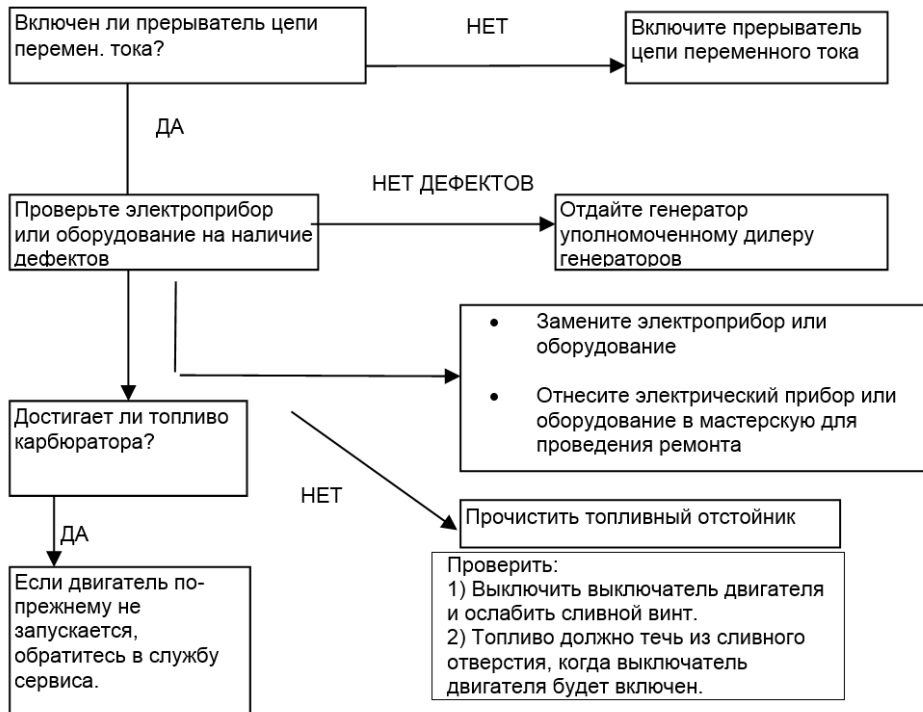 Включен ли прерыватель цепи
перемен. тока?
НЕТ
Включите прерыватель
цепи переменного тока
ДА
НЕТ ДЕФЕКТОВ
Проверьте электроприбор
или оборудование на наличие
дефектов
Отдайте генератор
уполномоченному дилеру
генераторов
• Замените электроприбор или
оборудование
• Отнесите электрический прибор или
оборудование в мастерскую для
проведения ремонта
Достигает ли топливо
карбюратора?
НЕТ
Прочистить топливный отстойник
ДА
Если двигатель по-
прежнему не
запускается,
обратитесь в службу
сервиса.
Проверить:
1) Выключить выключатель двигателя
и ослабить сливной винт.
2) Топливо должно течь из сливного
отверстия, когда выключатель
двигателя будет включен.